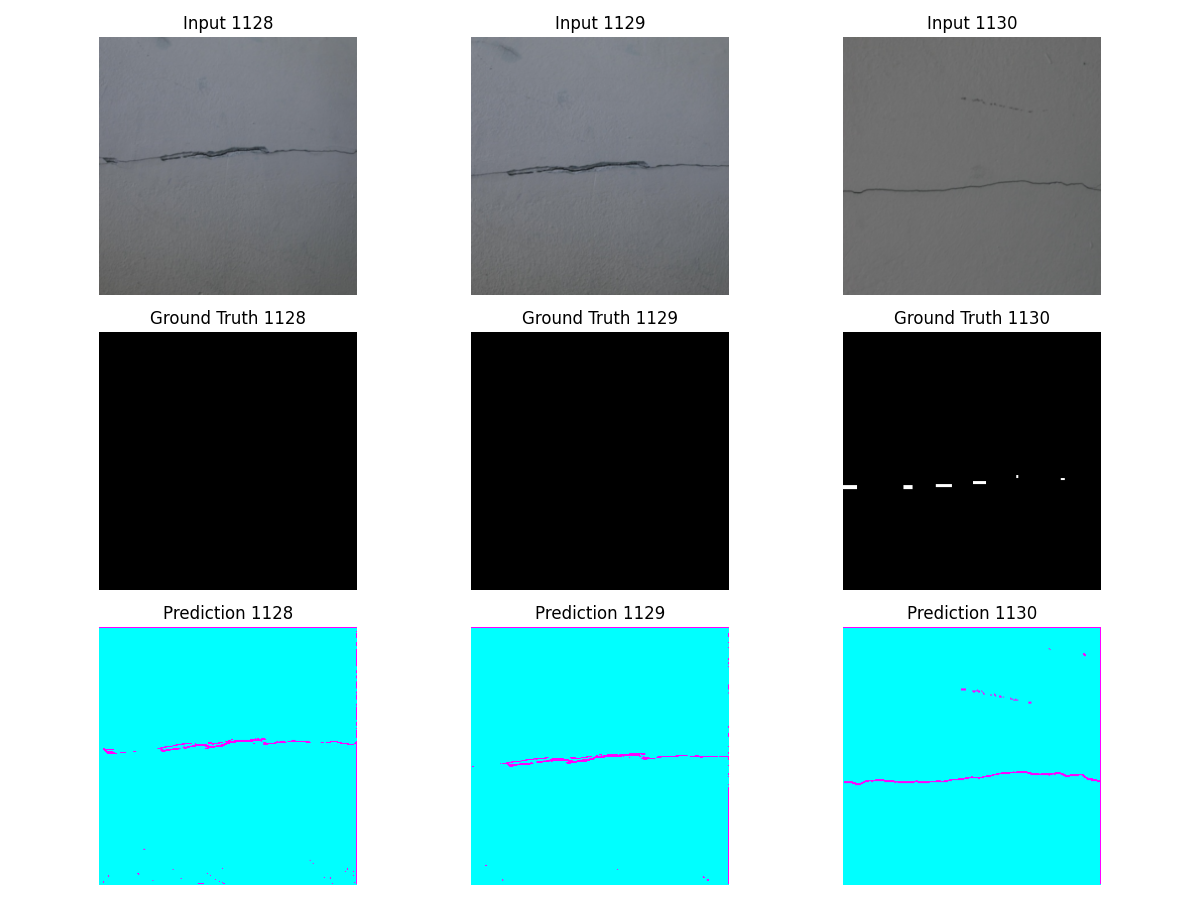 Input 1128
Input 1129
Input 1130
Ground Truth 1128
Ground Truth 1129
Ground Truth 1130
Prediction 1128
Prediction 1129
Prediction 1130